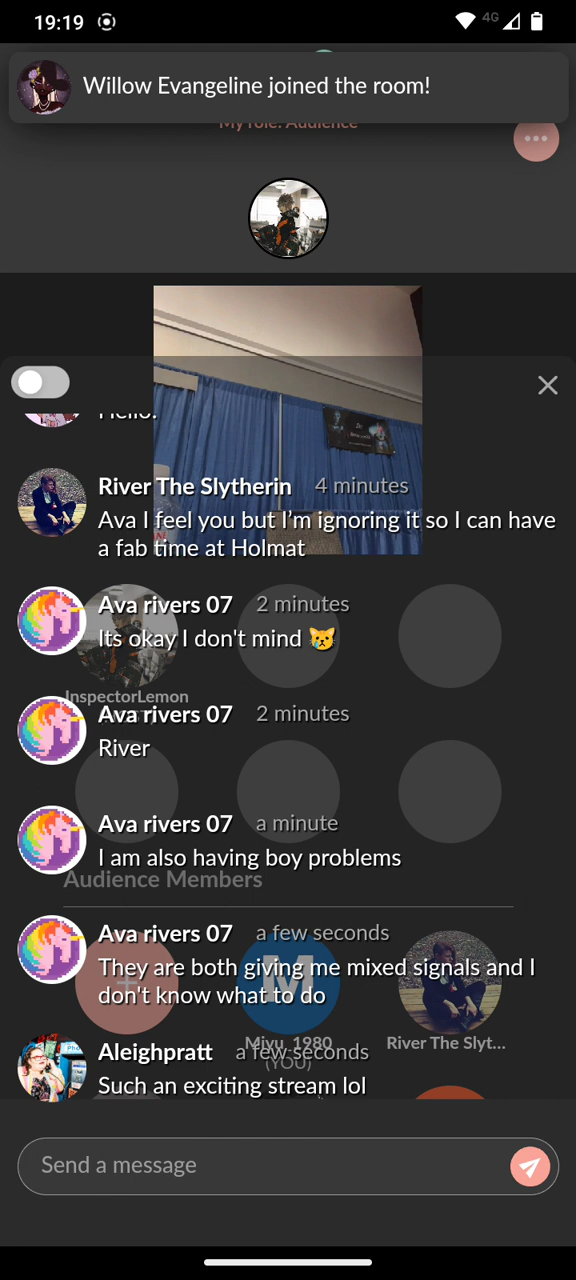 19:19
4G
Willow Evangeline joined the room!
My role: Audience
Hello!
River The Slytherin 4 minutes
Ava I feel you but I'm ignoring it so I can have
a fab time at Holmat
Ava rivers 07 2 minutes
Its okay I don't mind 😿
InspectorLemon
Ava rivers 07 2 minutes
River
Ava rivers 07 a minute
I am also having boy problems
Audience Members
Ava rivers 07 a few seconds
They are both giving me mixed signals and I
don't know what to do
M
Miyu_1980
River The Slyt...
(YOU)
Aleighpratt a few seconds
Such an exciting stream lol
Send a message